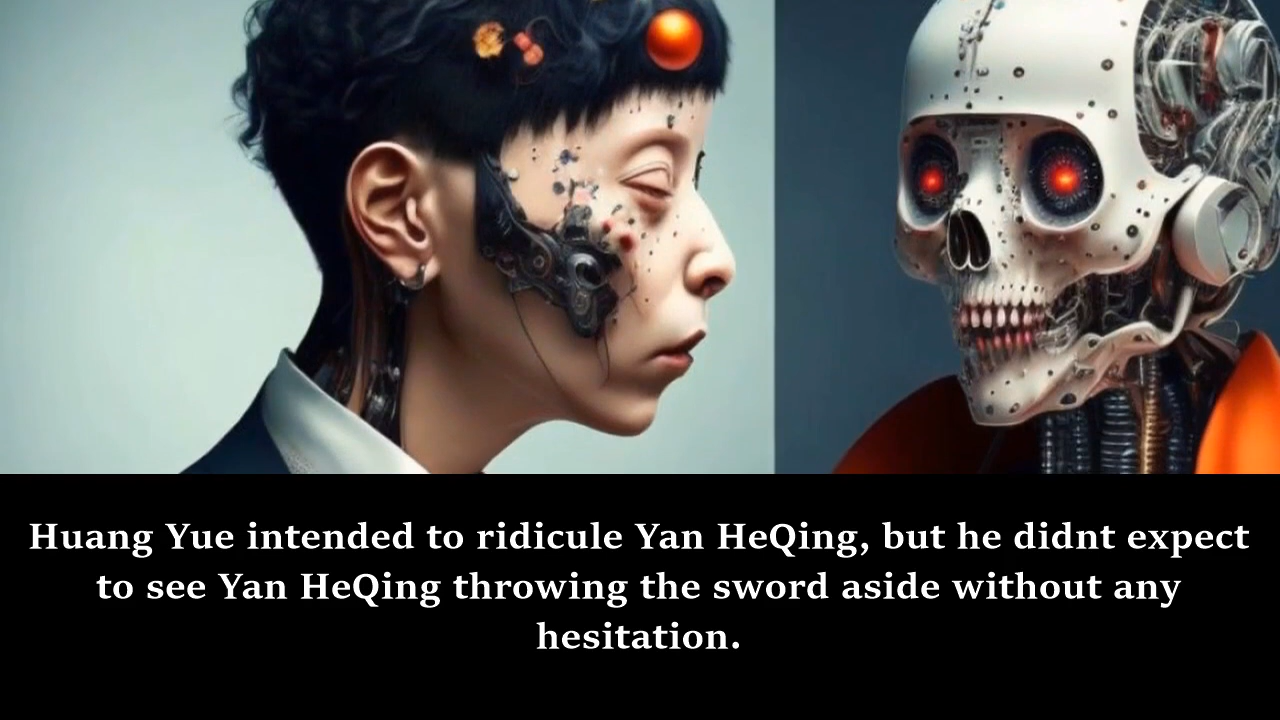 Huang Yue intended to ridicule Yan HeQing, but he didnt expect
to see Yan HeQing throwing the sword aside without any
hesitation.